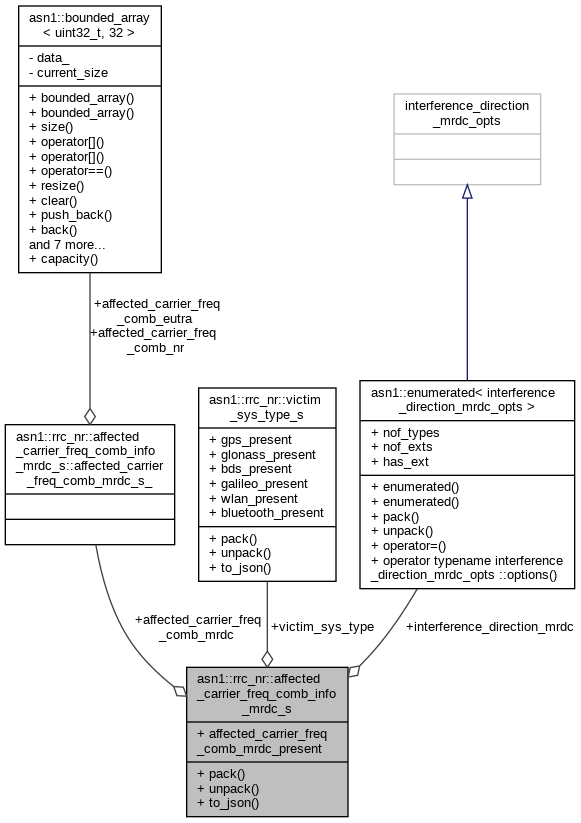 asn1::bounded_array
< uint32_t, 32 >
- data_
- current_size
+ bounded_array()
+ bounded_array()
+ size()
+ operator[]()
+ operator[]()
+ operator==()
+ resize()
+ clear()
+ push_back()
+ back()
and 7 more...
+ capacity()
interference_direction
_mrdc_opts
+affected_carrier_freq
_comb_eutra
+affected_carrier_freq
_comb_nr
asn1::rrc_nr::affected
_carrier_freq_comb_info
_mrdc_s::affected_carrier
_freq_comb_mrdc_s_
asn1::rrc_nr::victim
_sys_type_s
+ gps_present
+ glonass_present
+ bds_present
+ galileo_present
+ wlan_present
+ bluetooth_present
+ pack()
+ unpack()
+ to_json()
asn1::enumerated< interference
_direction_mrdc_opts >
+ nof_types
+ nof_exts
+ has_ext
+ enumerated()
+ enumerated()
+ pack()
+ unpack()
+ operator=()
+ operator typename interference
_direction_mrdc_opts ::options()
+affected_carrier_freq
_comb_mrdc
+victim_sys_type
+interference_direction_mrdc
asn1::rrc_nr::affected
_carrier_freq_comb_info
_mrdc_s
+ affected_carrier_freq
_comb_mrdc_present
+ pack()
+ unpack()
+ to_json()